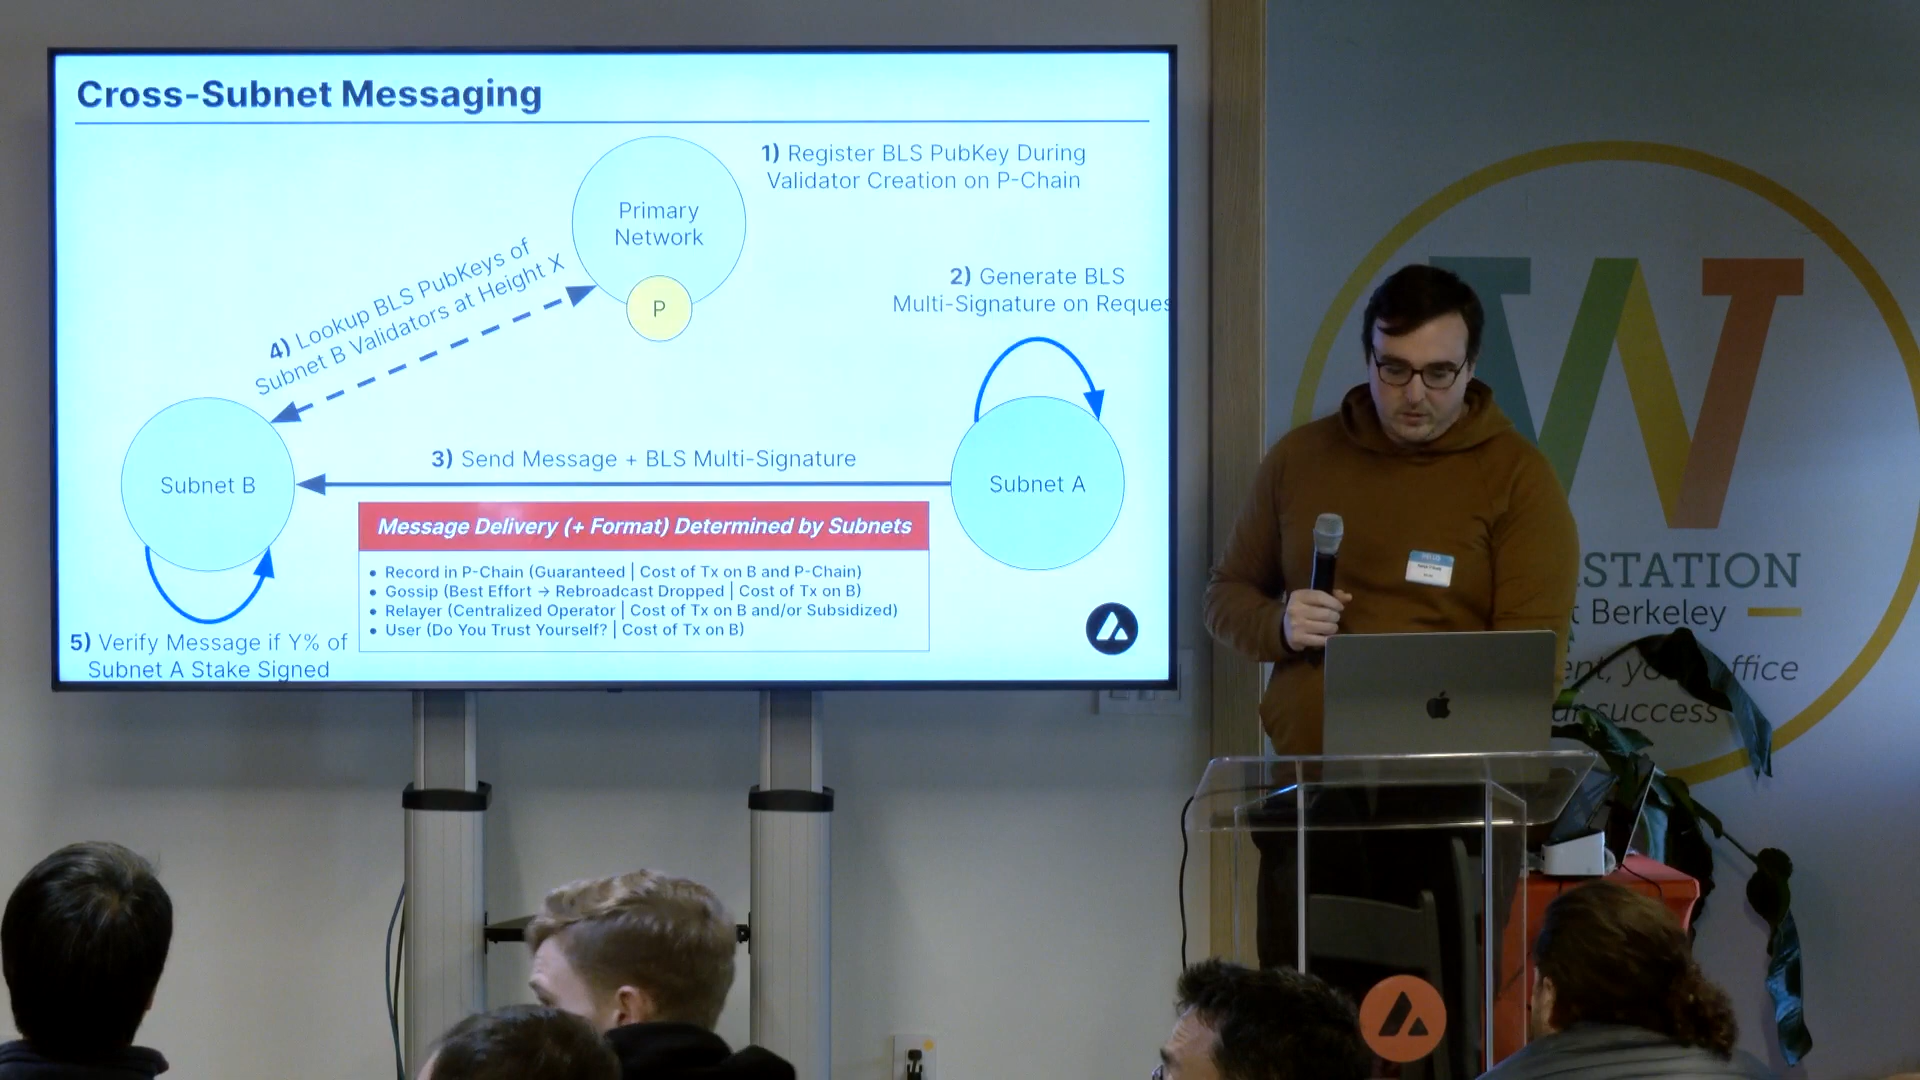 Cross-Subnet Messaging
1) Register BLS PubKey During
Validator Creation on P-Chain
Primary
Network
P
2) Generate BLS
Multi-Signature on Reques
4) Lookup BLS PubKeys of
Subnet B Validators at Height X
3) Send Message + BLS Multi-Signature
Subnet B
Subnet A
Message Delivery (+ Format) Determined by Subnets
• Record in P-Chain (Guaranteed | Cost of Tx on B and P-Chain)
• Gossip (Best Effort → Rebroadcast Dropped | Cost of Tx on B)
• Relayer (Centralized Operator | Cost of Tx on B and/or Subsidized)
• User (Do You Trust Yourself? | Cost of Tx on B)
5) Verify Message if Y% of
Subnet A Stake Signed
W
STATION
t Berkeley
ent, yo ffice
ur success